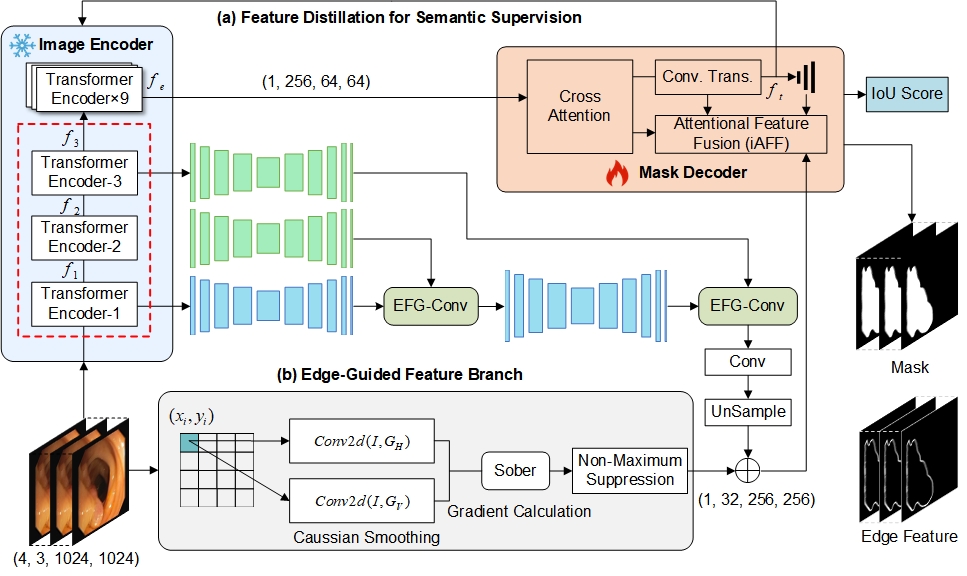 (a) Feature Distillation for Semantic Supervision
Image Encoder
Transformer
Encoder×9
f_e
(1, 256, 64, 64)
f_3
Transformer
Encoder-3
f_2
Transformer
Encoder-2
f_1
Transformer
Encoder-1
Cross
Attention
Conv. Trans.
f_t
Attentional Feature
Fusion (iAFF)
Mask Decoder
IoU Score
EFG-Conv
EFG-Conv
Conv
UnSample
Mask
(b) Edge-Guided Feature Branch
(x_i, y_i)
Conv2d(I, G_H)
Conv2d(I, G_V)
Caussian Smoothing
Sober
Gradient Calculation
Non-Maximum
Suppression
(1, 32, 256, 256)
Edge Feature
(4, 3, 1024, 1024)